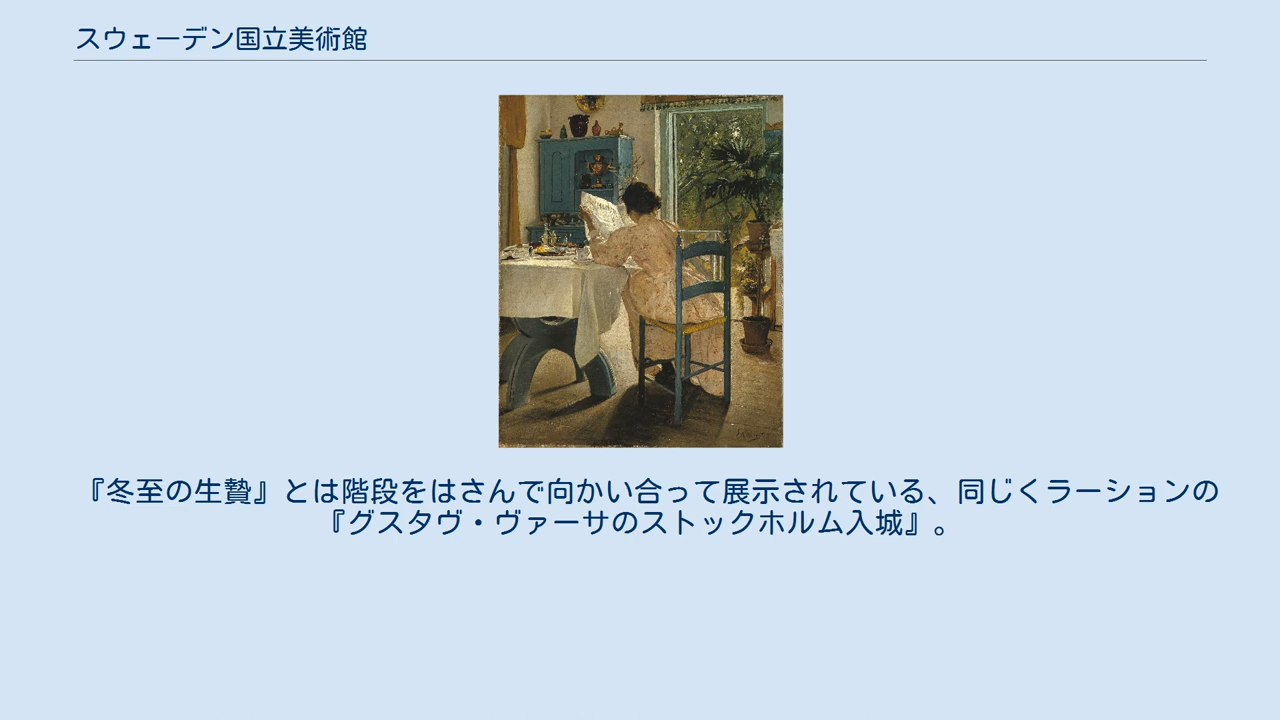 スウェーデン国立美術館
『冬至の生贄』とは階段をはさんで向かい合って展示されている、同じくラーションの
『グスタヴ・ヴァーサのストックホルム入城』。